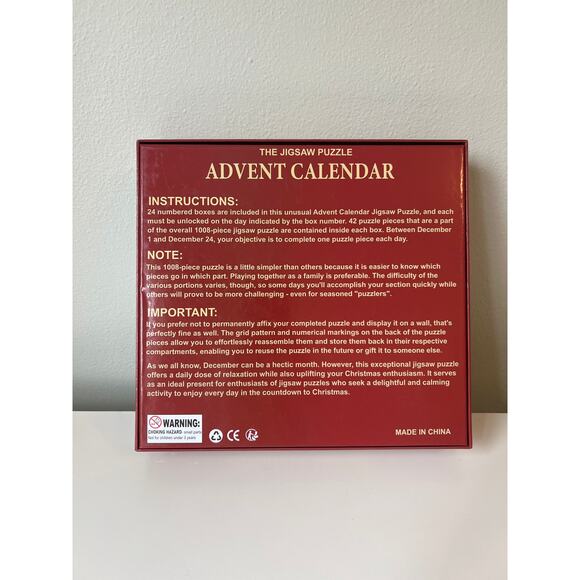 THE JIGSAW PUZZLE
ADVENT CALENDAR
INSTRUCTIONS:
24 numbered boxes are included in this unusual Advent Calendar Jigsaw Puzzle, and each
must be unlocked on the day indicated by the box number. 42 puzzle pieces that are a part
of the overall 1008-piece jigsaw puzzle are contained inside each box. Between December
1 and December 24, your objective is to complete one puzzle piece each day.
NOTE:
This 1008-piece puzzle is a little simpler than others because it is easier to know which
pieces go in which part. Playing together as a family is preferable. The difficulty of the
various portions varies, though, so some days you'll accomplish your section quickly while
others will prove to be more challenging - even for seasoned "puzzlers".
IMPORTANT:
If you prefer not to permanently affix your completed puzzle and display it on a wall, that's
perfectly fine as well. The grid pattern and numerical markings on the back of the puzzle
pieces allow you to effortlessly reassemble them and store them back in their respective
compartments, enabling you to reuse the puzzle in the future or gift it to someone else.
As we all know, December can be a hectic month. However, this exceptional jigsaw puzzle
offers a daily dose of relaxation while also uplifting your Christmas enthusiasm. It serves
as an ideal present for enthusiasts of jigsaw puzzles who seek a delightful and calming
activity to enjoy every day in the countdown to Christmas.
WARNING:
CHOKING HAZARD- small parts
Not for children under 3 years
CE
MADE IN CHINA